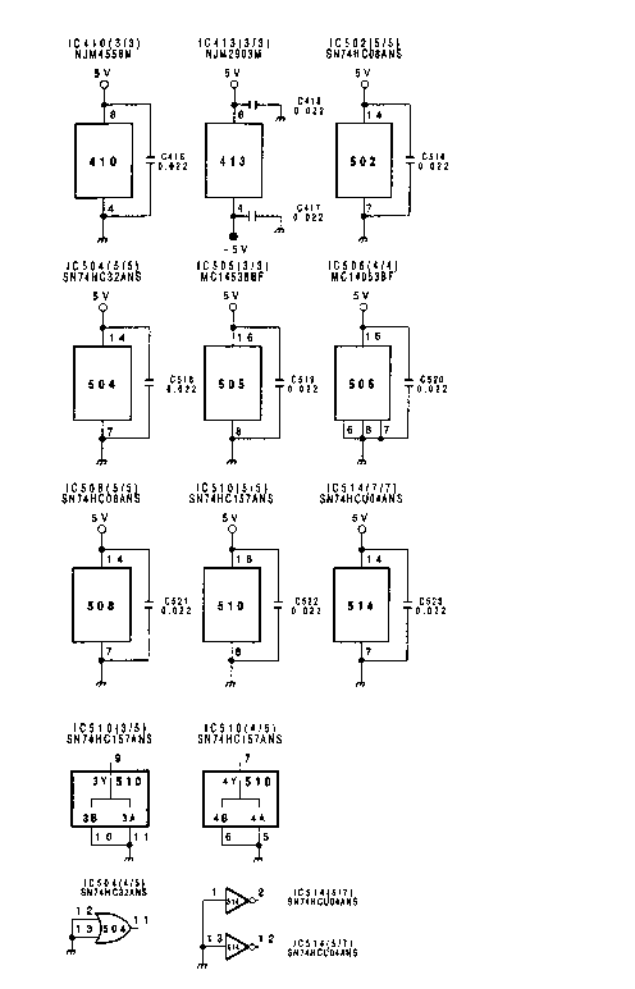 IC410(3/3)
NJM4558M
5V
8
410
C416
0.022
4
IC413(3/3)
NJM2903M
5V
C418
0.022
8
413
4
C417
0.022
-5V
IC502(5/5)
SN74HC08ANS
5V
14
502
C514
0.022
7
IC504(5/5)
SN74HC32ANS
5V
14
504
C518
0.022
7
IC505(3/3)
MC14538BF
5V
16
505
C519
0.022
8
IC506(4/4)
MC14053BF
5V
16
506
C520
0.022
6 8 7
IC508(5/5)
SN74HC08ANS
5V
14
508
C521
0.022
7
IC510(5/5)
SN74HC157ANS
5V
16
510
C522
0.022
8
IC514(7/7)
SN74HCU04ANS
5V
14
514
C523
0.022
7
IC510(3/5)
SN74HC157ANS
9
3Y 510
3B 3A
10 11
IC510(4/5)
SN74HC157ANS
7
4Y 510
4B 4A
6 5
IC504(4/5)
SN74HC32ANS
12
13
504
11
1
514
2
IC514(6/7)
SN74HCU04ANS
13
514
12
IC514(5/7)
SN74HCU04ANS